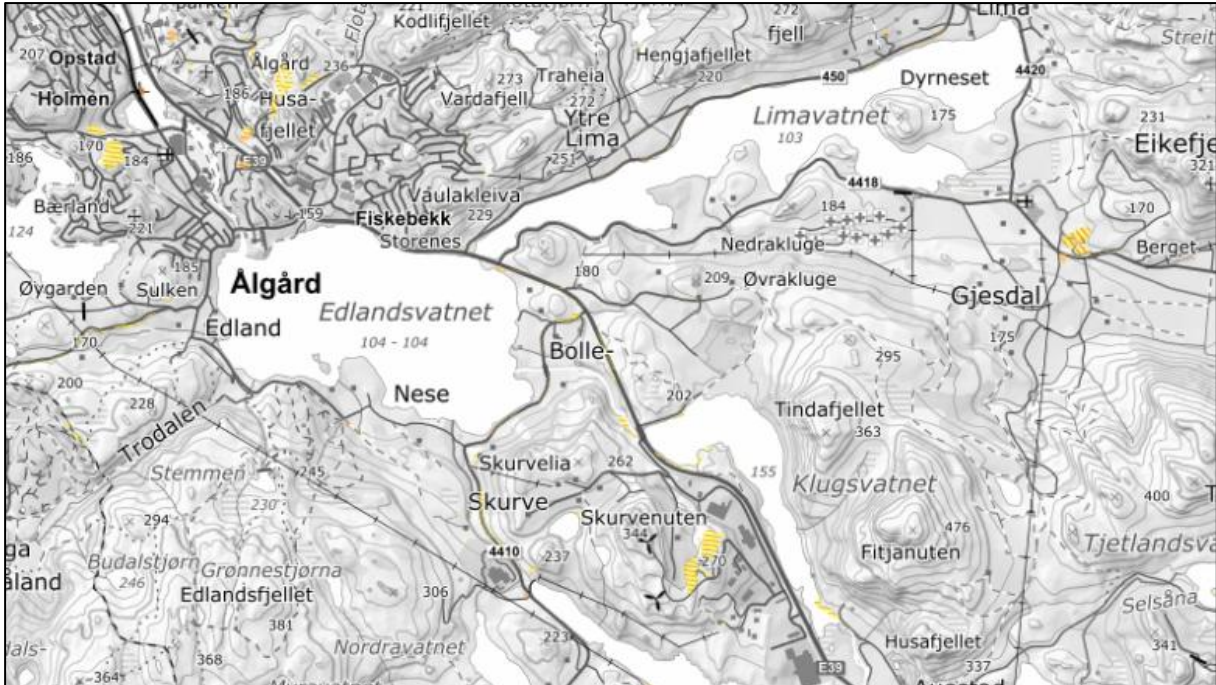 parken
221
Kodlifjellet
272
fjell
Lima
207
Opstad
Ålgård
236
Hengjafjellet
Streit
Holmen
186
Husa-
fjellet
273
Vardafjell
Traheia
272
220
450
Dyrneset
4420
Ytre
Lima
Limavatnet
103
175
231
Eikefje
321
170
184
186
E39
251
Bærland
221
124
159
Fiskebekk
Storenes
Vaulakleiva
229
4418
184
Nedrakluge
170
Berget
185
Øygarden
Sulken
Ålgård
180
209
Øvrakluge
Gjesdal
Edland
Edlandsvatnet
104 - 104
Bolle-
175
170
295
200
228
Nese
202
Tindafjellet
363
Trodalen
Stemmen
230
245
Skurvelia
262
155
Klugsvatnet
400
Skurve
Skurvenuten
344
476
294
Budalstjørn
246
Grønnestjørna
Edlandsfjellet
4410
237
270
Fitjanuten
Tjetlandsva
åland
306
381
Selsåna
368
Nordravatnet
223
Husafjellet
341
364
E39
337